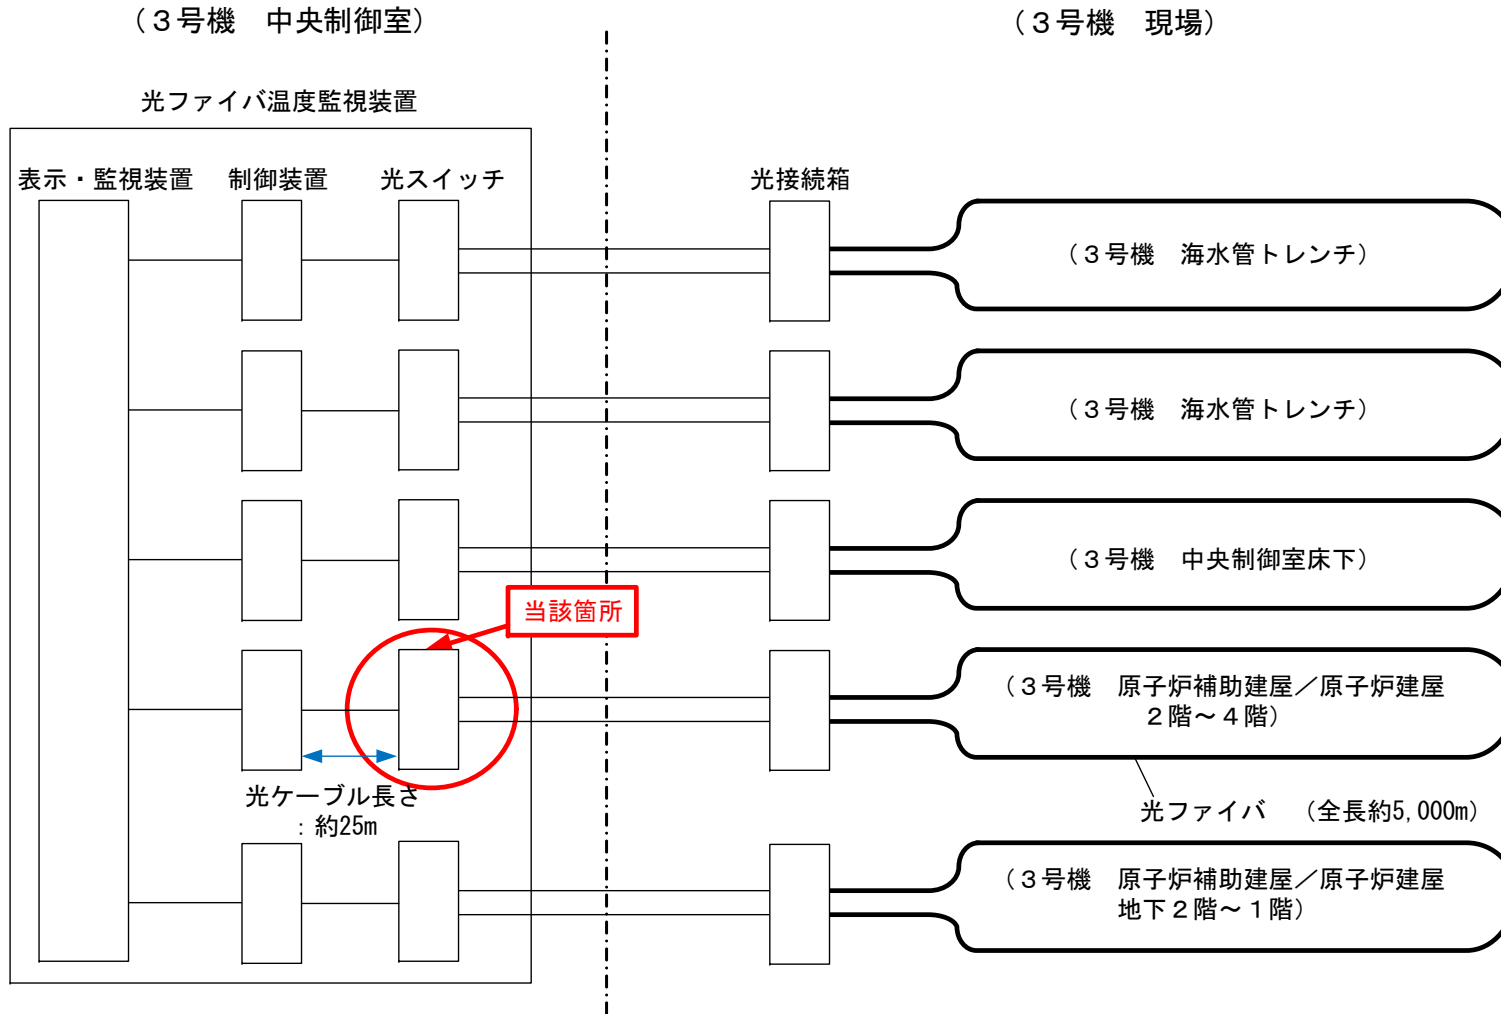 （３号機　中央制御室）
（３号機　現場）
光ファイバ温度監視装置
表示・監視装置
制御装置
光スイッチ
光接続箱
（３号機　海水管トレンチ）
（３号機　海水管トレンチ）
（３号機　中央制御室床下）
当該箇所
（３号機　原子炉補助建屋／原子炉建屋
２階～４階）
光ケーブル長さ
：約25m
光ファイバ　（全長約5,000m）
（３号機　原子炉補助建屋／原子炉建屋
地下２階～１階）